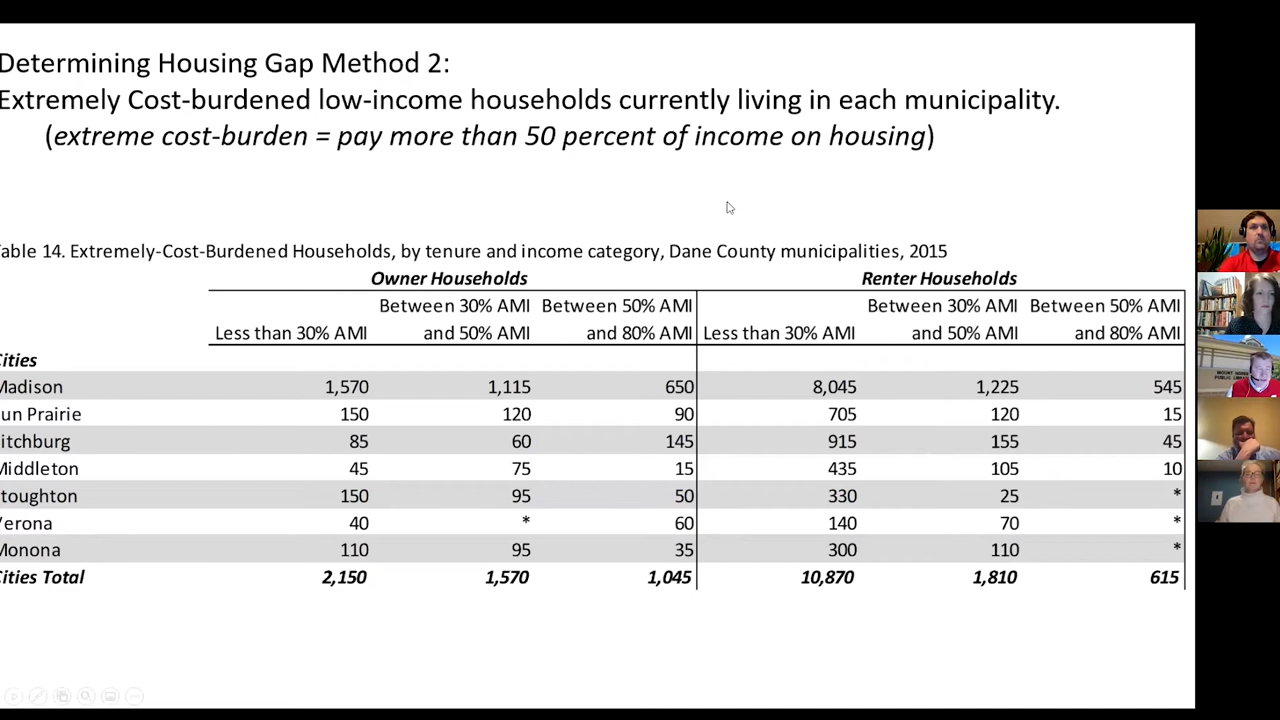 Determining Housing Gap Method 2:
Extremely Cost-burdened low-income households currently living in each municipality.
(extreme cost-burden = pay more than 50 percent of income on housing)
able 14. Extremely-Cost-Burdened Households, by tenure and income category, Dane County municipalities, 2015
Owner Households Renter Households
Between 30% AMI Between 50% AMI Between 30% AMI Between 50% AMI
Less than 30% AMI and 50% AMI and 80% AMI Less than 30% AMI and 50% AMI and 80% AMI
Cities
Madison 1,570 1,115 650 8,045 1,225 545
un Prairie 150 120 90 705 120 15
itchburg 85 60 145 915 155 45
Middleton 45 75 15 435 105 10
toughton 150 95 50 330 25 *
Verona 40 * 60 140 70 *
Monona 110 95 35 300 110 *
Cities Total 2,150 1,570 1,045 10,870 1,810 615
PUBLIC LIBRARY